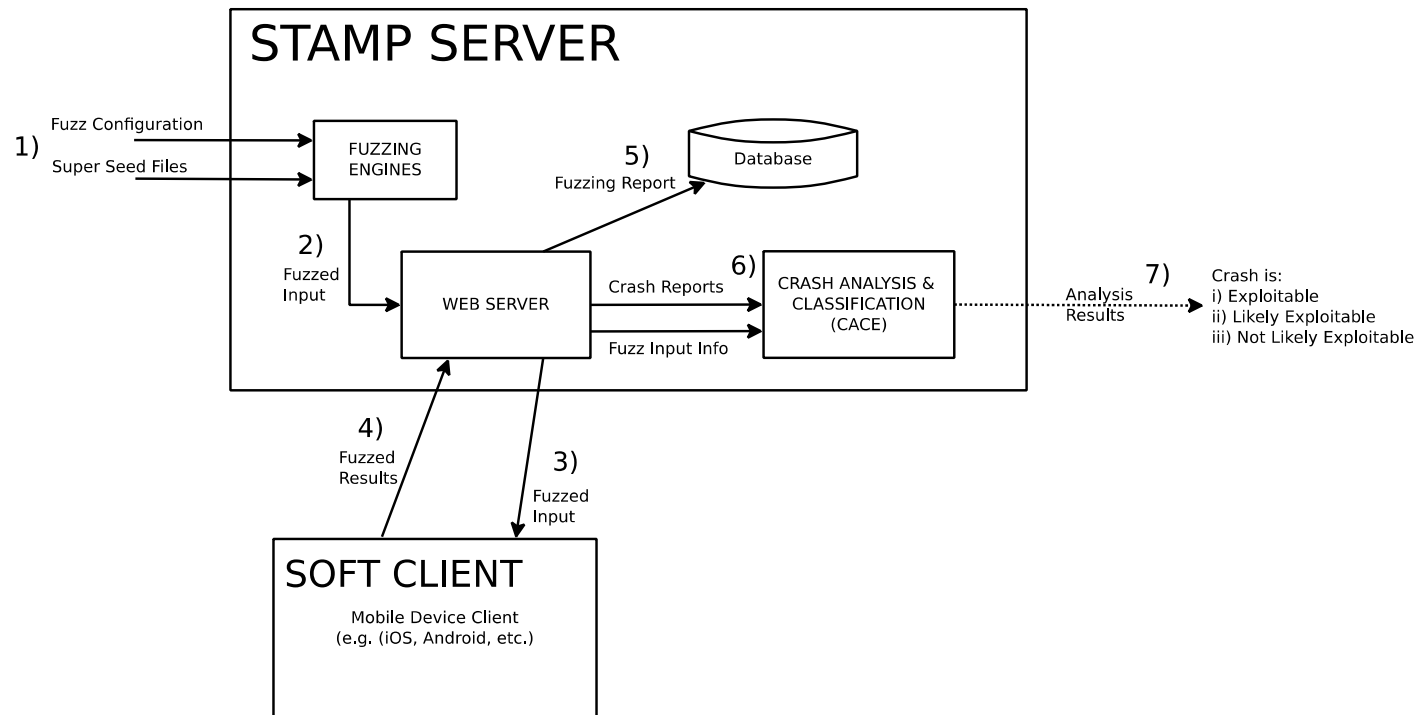 STAMP SERVER
1)
Fuzz Configuration
Super Seed Files
FUZZING
ENGINES
2)
Fuzzed
Input
WEB SERVER
5)
Fuzzing Report
Database
6)
Crash Reports
Fuzz Input Info
CRASH ANALYSIS &
CLASSIFICATION
(CACE)
7)
Analysis
Results
Crash is:
i) Exploitable
ii) Likely Exploitable
iii) Not Likely Exploitable
4)
Fuzzed
Results
3)
Fuzzed
Input
SOFT CLIENT
Mobile Device Client
(e.g. (iOS, Android, etc.)